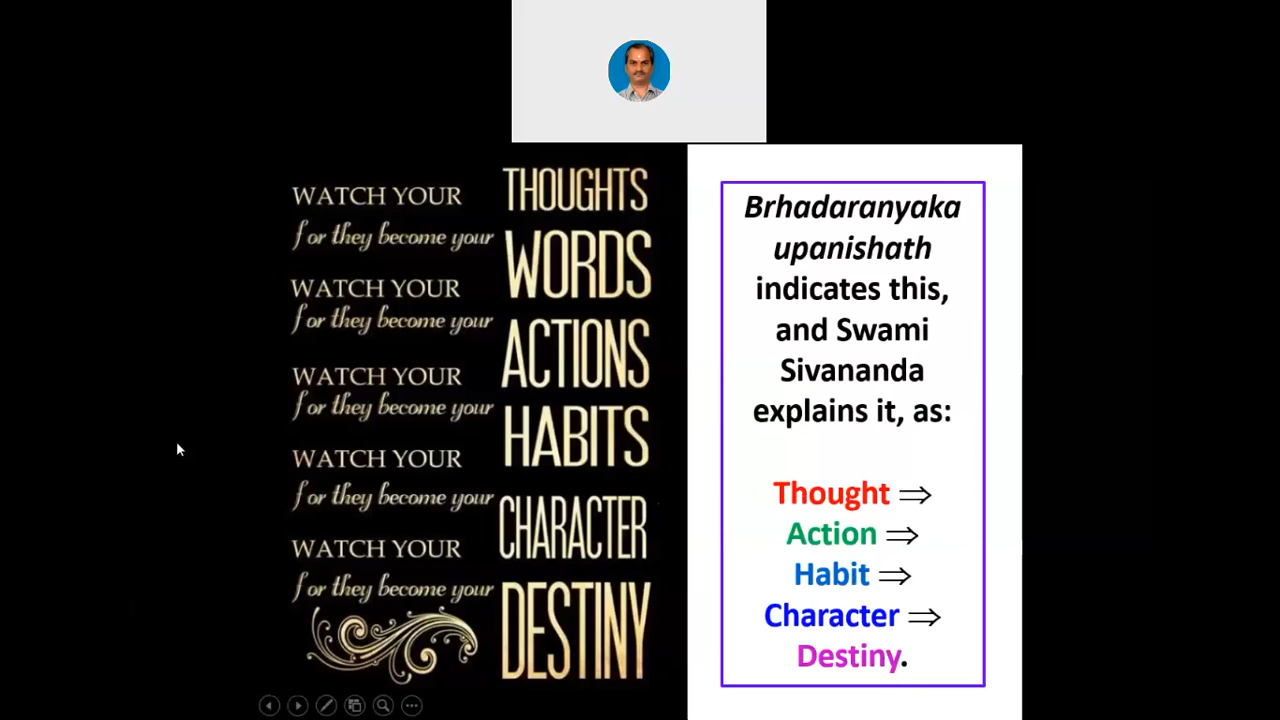 WATCH YOUR THOUGHTS
for they become your WORDS
WATCH YOUR
for they become your ACTIONS
WATCH YOUR
for they become your HABITS
WATCH YOUR
for they become your CHARACTER
WATCH YOUR
for they become your DESTINY
Brhadaranyaka
upanishath
indicates this,
and Swami
Sivananda
explains it, as:
Thought ⇒
Action ⇒
Habit ⇒
Character ⇒
Destiny.